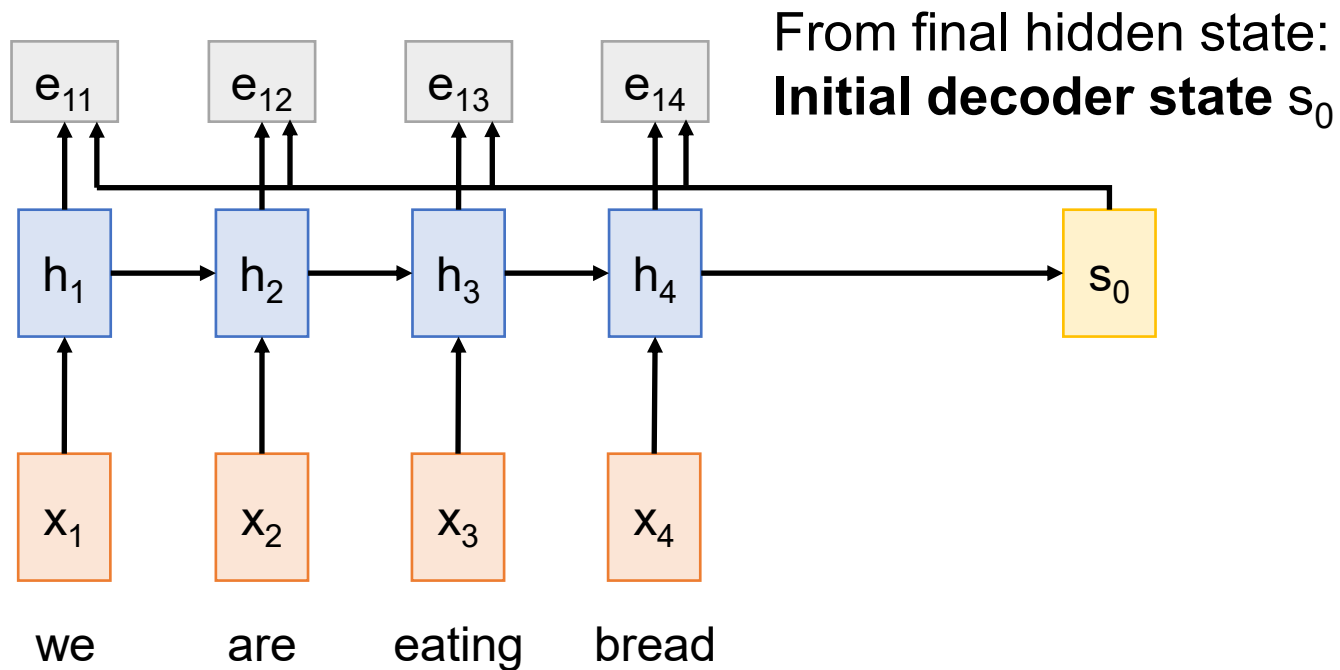 From final hidden state:
Initial decoder state s₀
e₁₁ e₁₂ e₁₃ e₁₄
h₁ h₂ h₃ h₄ s₀
x₁ x₂ x₃ x₄
we are eating bread